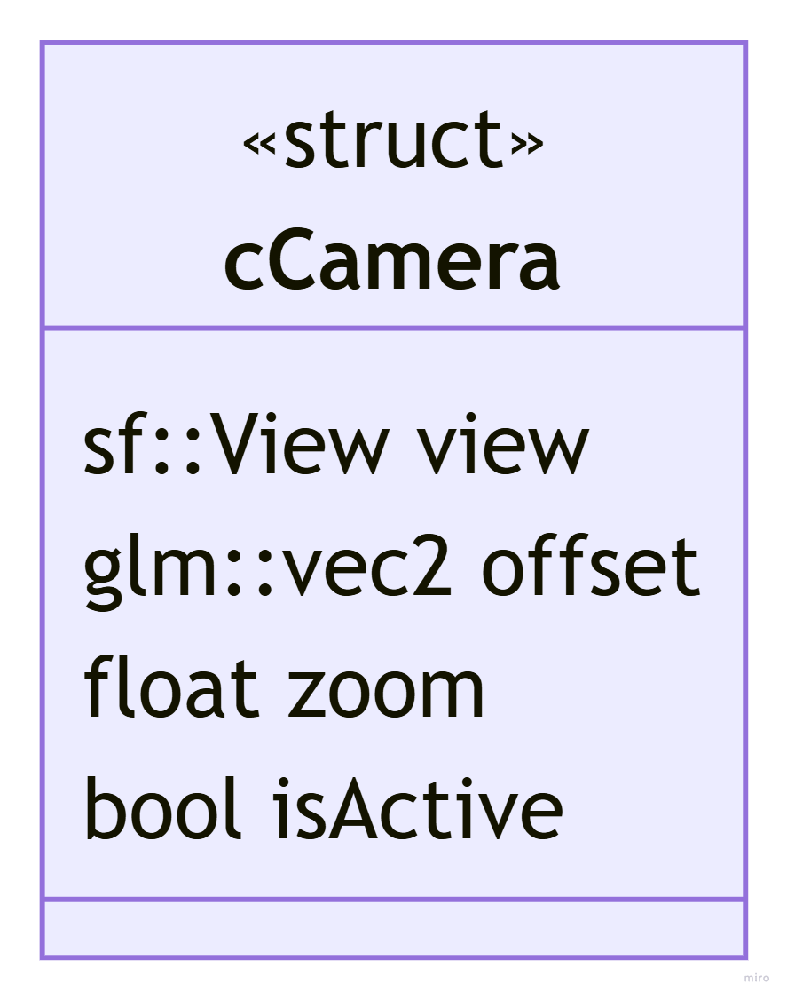 «struct»
cCamera
sf::View view
glm::vec2 offset
float zoom
bool isActive
miro